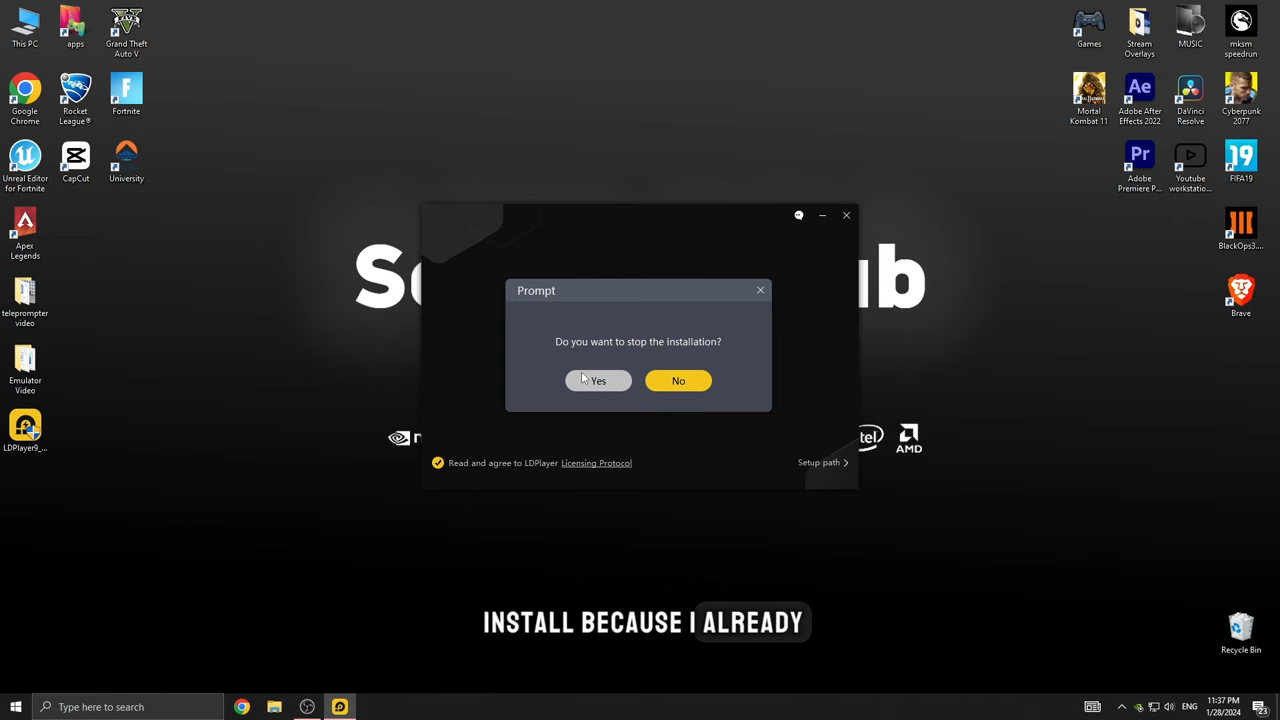 This PC
apps
Grand Theft
Auto V
Games
Stream
Overlays
MUSIC
mksm
speedrun
Google
Chrome
Rocket
League®
Fortnite
Mortal
Kombat 11
Adobe After
Effects 2022
DaVinci
Resolve
Cyberpunk
2077
Unreal Editor
for Fortnite
CapCut
University
Adobe
Premiere P...
Youtube
workstatio...
FIFA19
Apex
Legends
BlackOps3....
teleprompter
video
Brave
Emulator
Video
LDPlayer9_...
Prompt
Do you want to stop the installation?
Yes
No
AMD
Read and agree to LDPlayer Licensing Protocol
Setup path
INSTALL BECAUSE I ALREADY
Recycle Bin
Type here to search
ENG
11:37 PM
1/28/2024
23